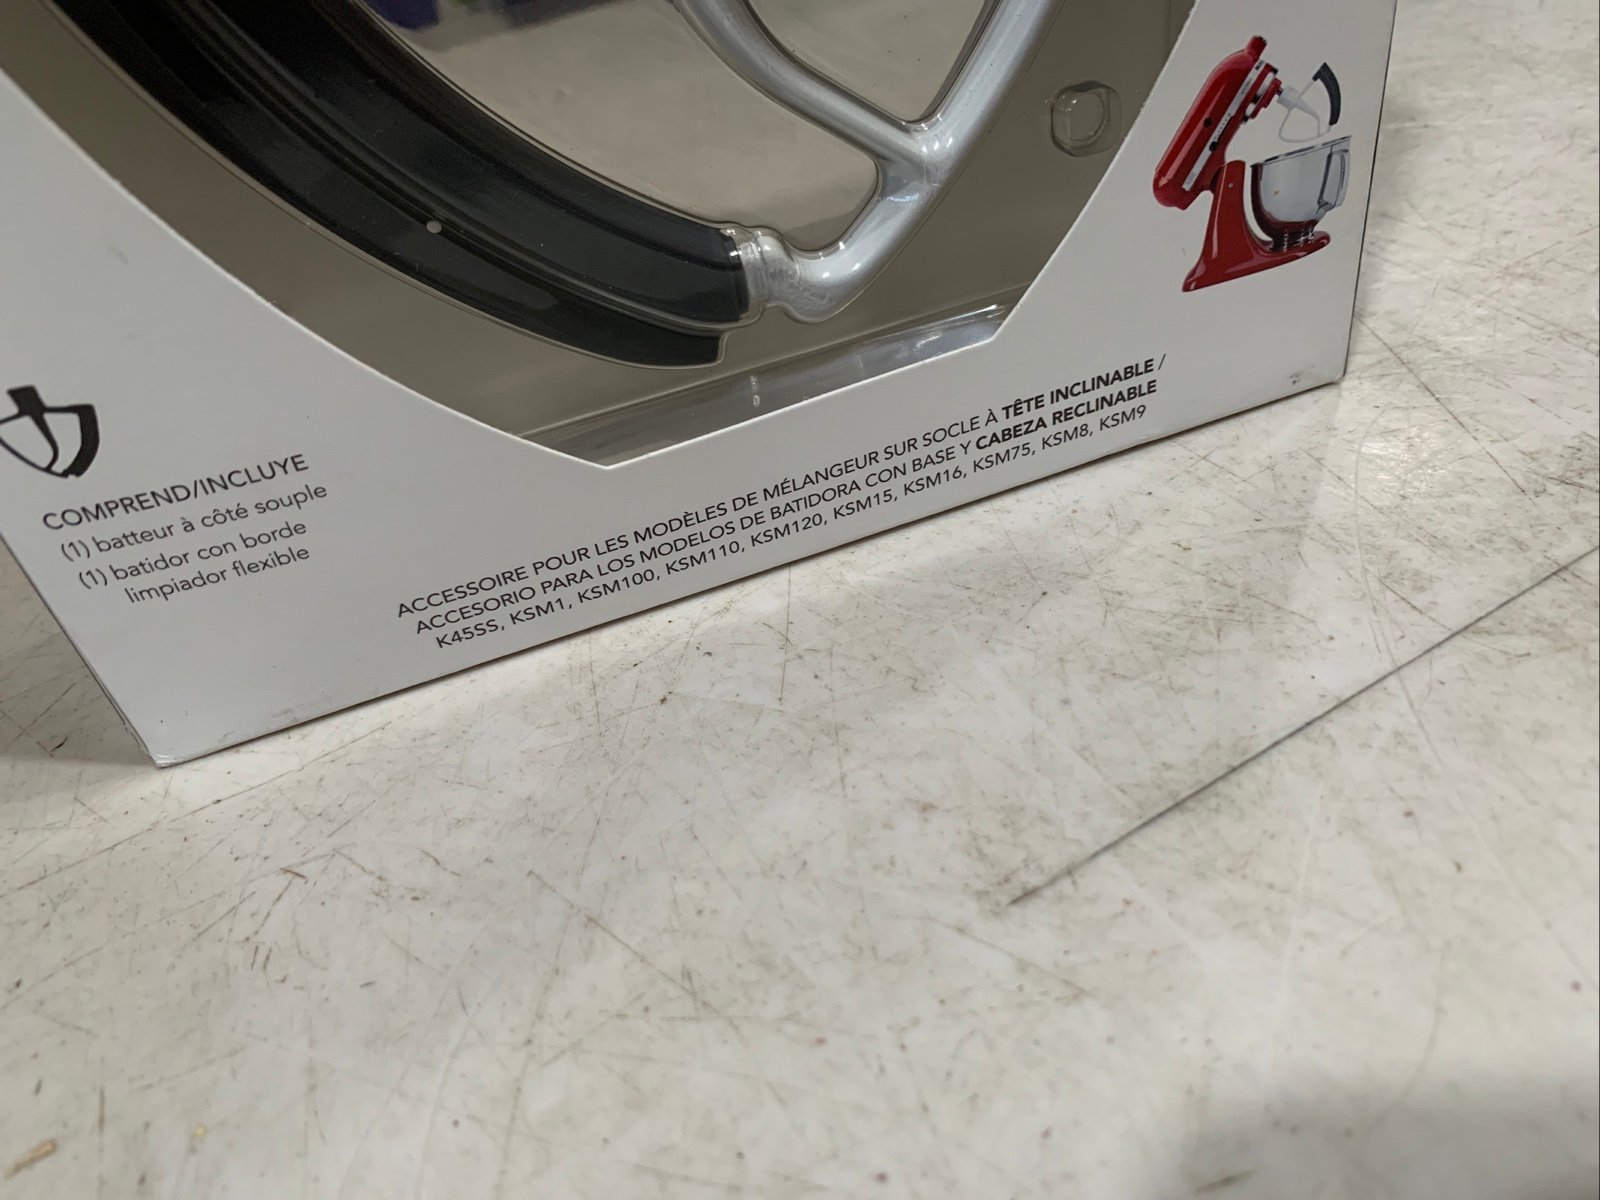 COMPREND/INCLUYE
(1) batteur à côté souple
(1) batidor con borde
limpiador flexible
ACCESSOIRE POUR LES MODÈLES DE MÉLANGEUR SUR SOCLE À TÊTE INCLINABLE /
ACCESORIO PARA LOS MODELOS DE BATIDORA CON BASE Y CABEZA RECLINABLE
K45SS, KSM1, KSM100, KSM110, KSM120, KSM15, KSM16, KSM75, KSM8, KSM9